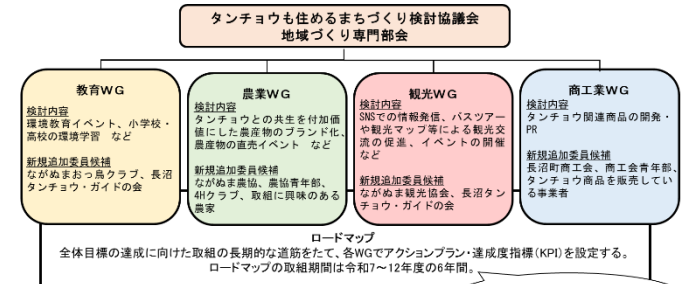 タンチョウも住めるまちづくり検討協議会
地域づくり専門部会
教育WG
検討内容
環境教育イベント、小学校・
高校の環境学習　など
新規追加委員候補
ながぬまおっ鳥クラブ、長沼
タンチョウ・ガイドの会
農業WG
検討内容
タンチョウとの共生を付加価
値にした農産物のブランド化、
農産物の直売イベント　など
新規追加委員候補
ながぬま農協、農協青年部、
4Hクラブ、取組に興味のある
農家
観光WG
検討内容
SNSでの情報発信、バスツアー
や観光マップ等による観光交
流の促進、イベントの開催
など
新規追加委員候補
ながぬま観光協会、長沼タン
チョウ・ガイドの会
商工業WG
検討内容
タンチョウ関連商品の開発・
PR
新規追加委員候補
長沼町商工会、商工会青年部、
タンチョウ商品を販売してい
る事業者
ロードマップ
全体目標の達成に向けた取組の長期的な道筋をたて、各WGでアクションプラン・達成度指標(KPI)を設定する。
ロードマップの取組期間は令和7～12年度の6年間。